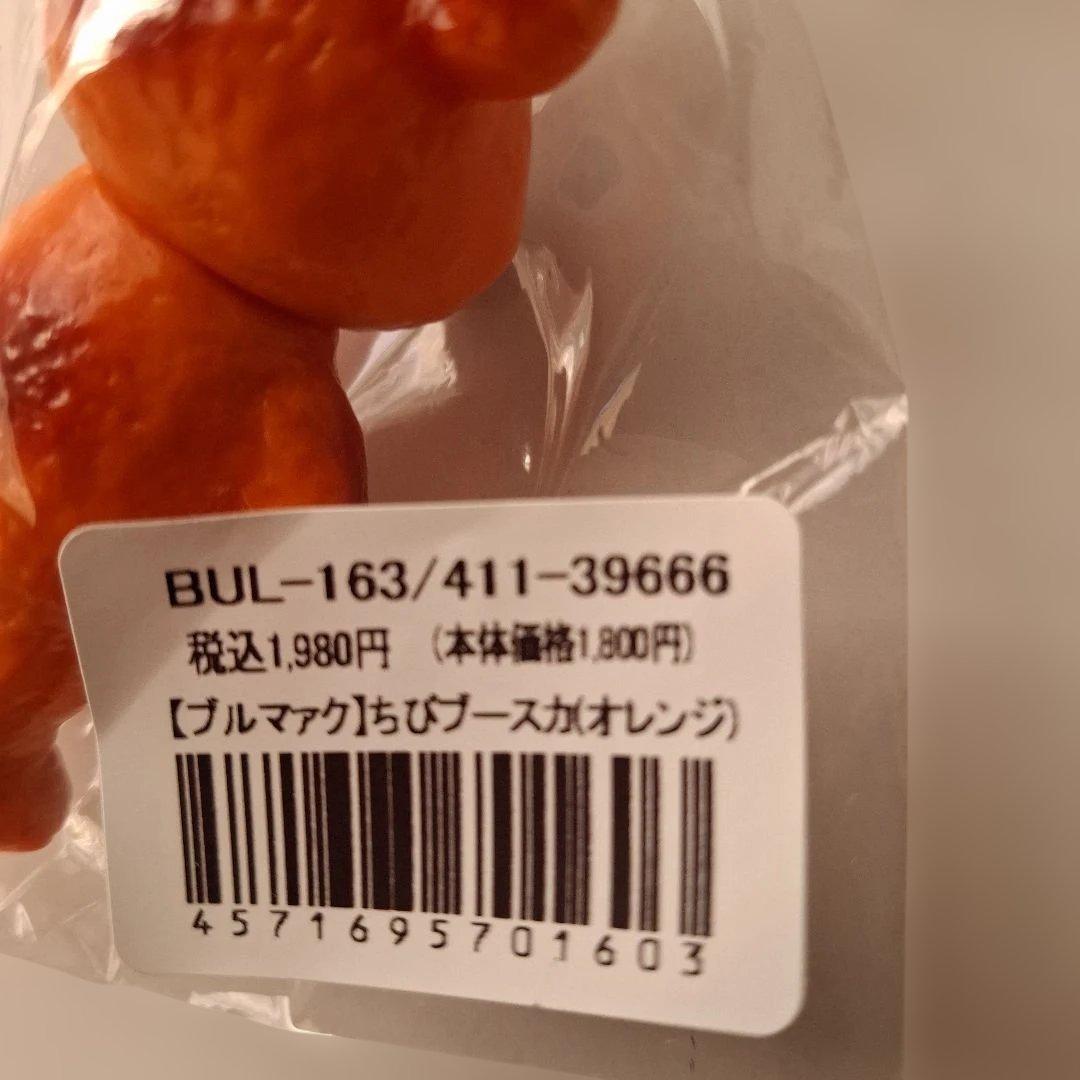 BUL-163/411-39666
税込1,980円 (本体価格1,800円)
【ブルマァク】ちびブースカ(オレンジ)
4571695701603